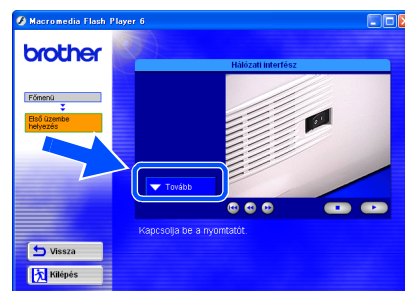 Macromedia Flash Player 6
brother
Hálózati interfész
Főmenü
Első üzembe
helyezés
Tovább
Kapcsolja be a nyomtatót.
Vissza
Kilépés